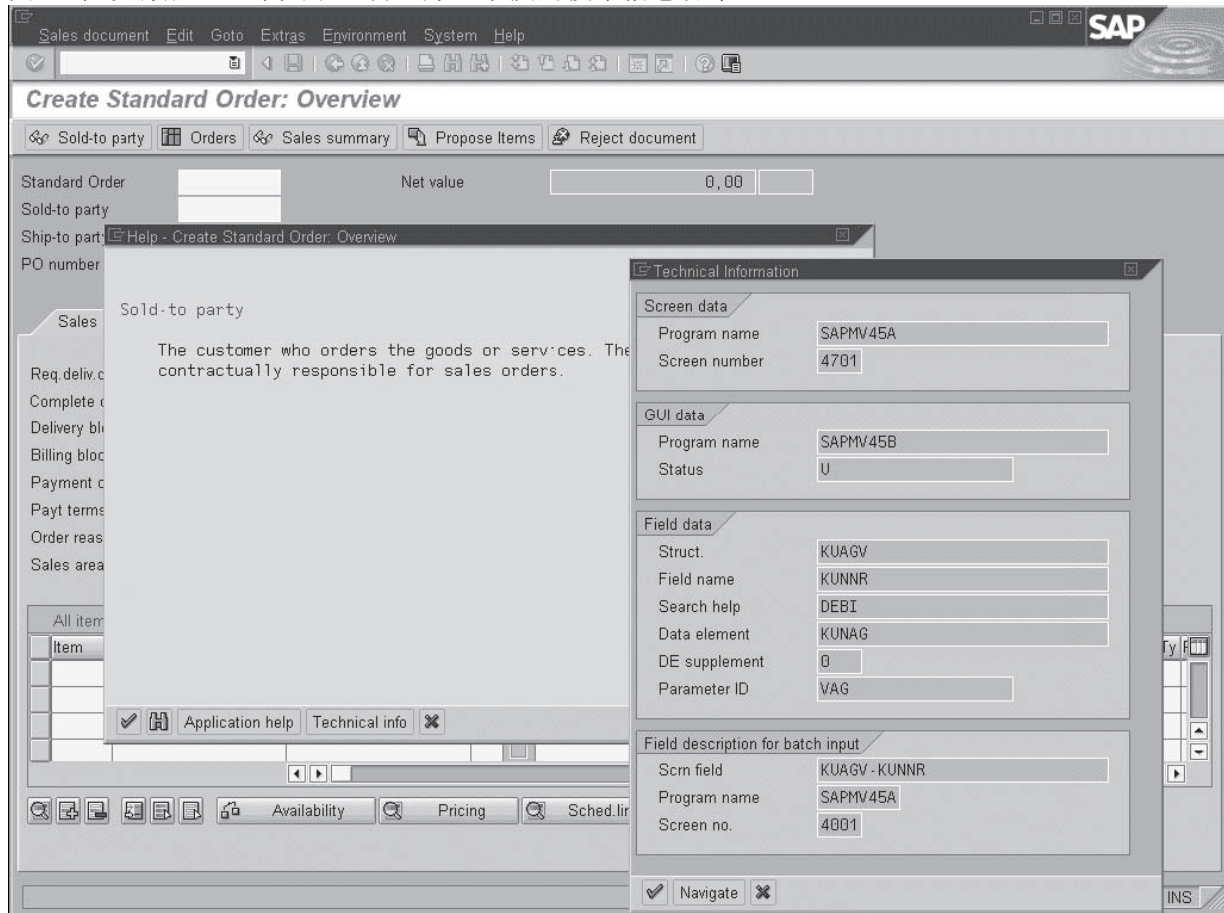 Sales document Edit Goto Extras Environment System Help
SAP
Create Standard Order: Overview
Sold-to party Orders Sales summary Propose Items Reject document
Standard Order Net value 0,00
Sold-to party
Ship-to part
PO number
Help - Create Standard Order: Overview
Sold-to party
The customer who orders the goods or serv ces. The
contractually responsible for sales orders.
Application help Technical info
Sales
Req.deliv.d
Complete
Delivery bl
Billing bloc
Payment c
Payt terms
Order reas
Sales area
All item
Item
Ty
Availability Pricing Sched.lin
Technical Information
Screen data
Program name SAPMV45A
Screen number 4701
GUI data
Program name SAPMV45B
Status U
Field data
Struct. KUAGV
Field name KUNNR
Search help DEBI
Data element KUNAG
DE supplement 0
Parameter ID VAG
Field description for batch input
Scrn field KUAGV-KUNNR
Program name SAPMV45A
Screen no. 4001
Navigate
INS